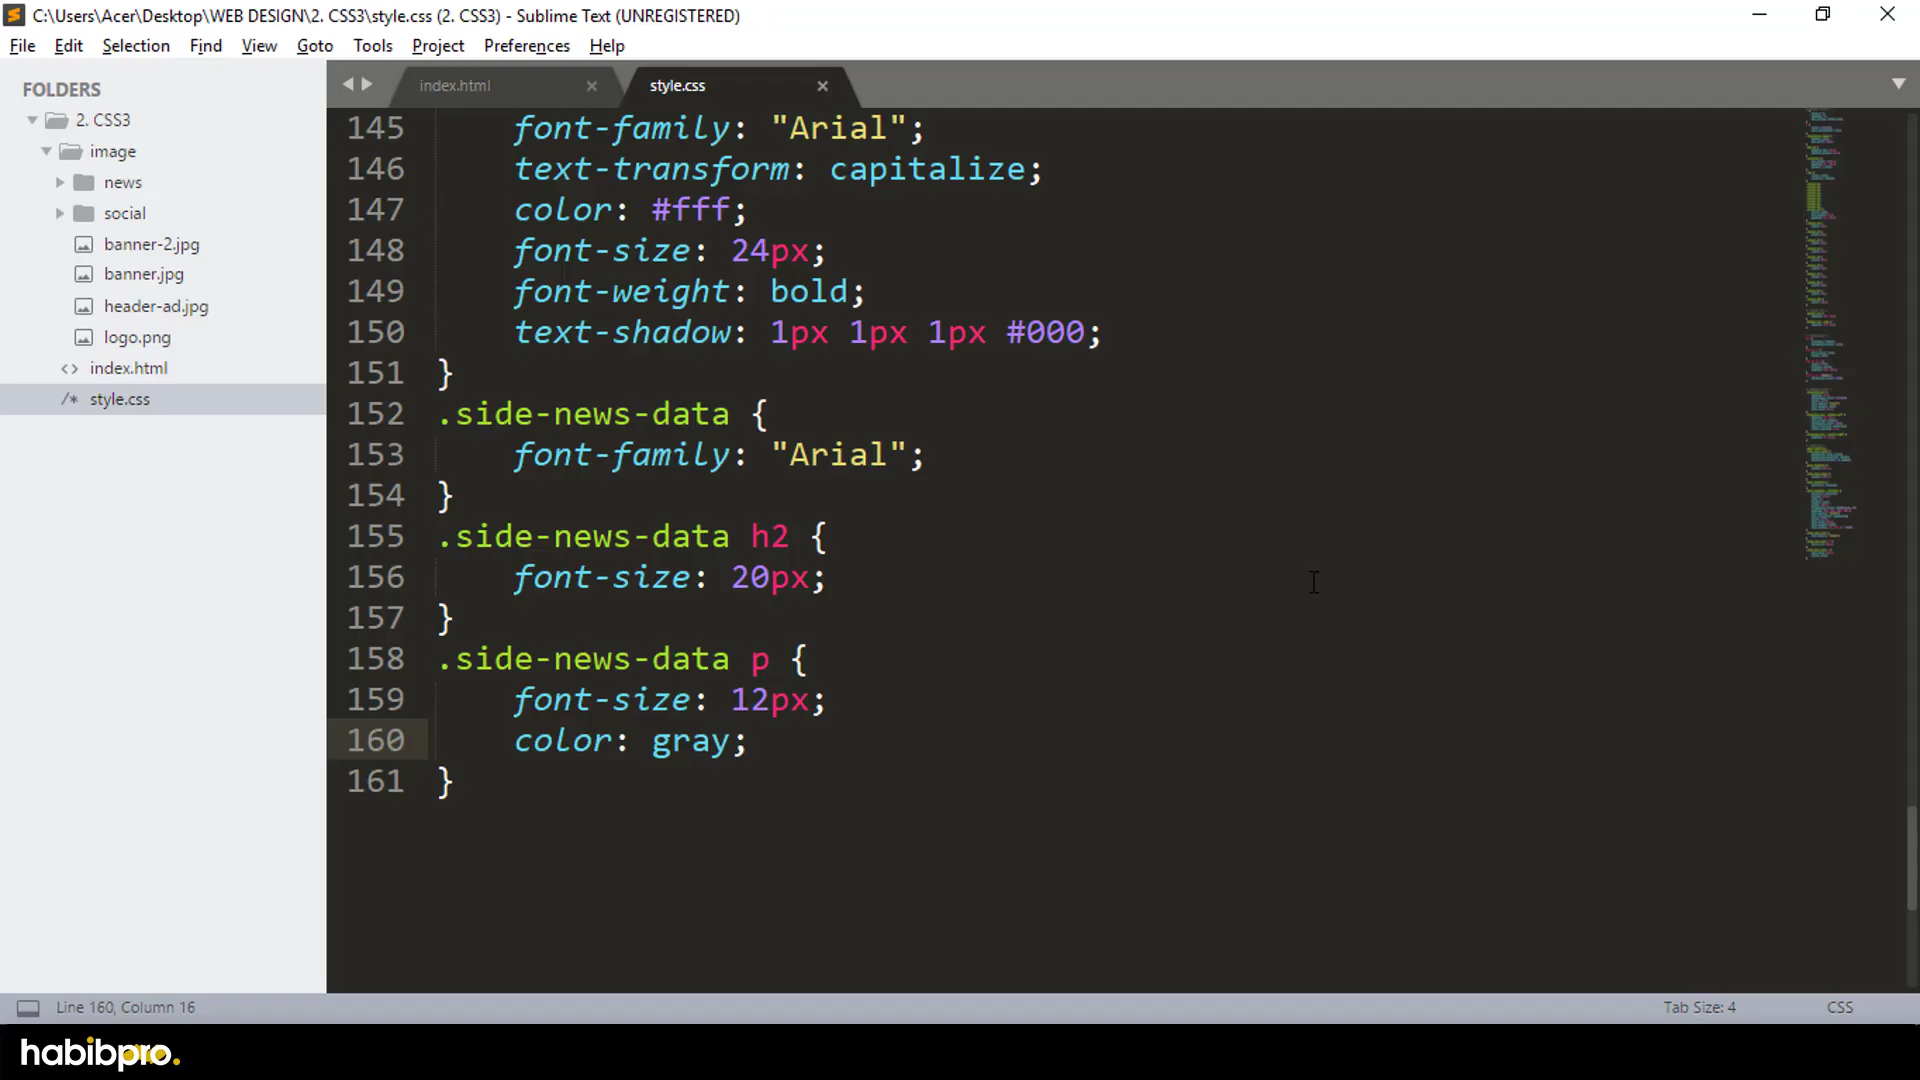 C:\Users\Acer\Desktop\WEB DESIGN\2. CSS3\style.css (2. CSS3) - Sublime Text (UNREGISTERED)
File Edit Selection Find View Goto Tools Project Preferences Help
FOLDERS
2. CSS3
image
news
social
banner-2.jpg
banner.jpg
header-ad.jpg
logo.png
<> index.html
/* style.css
index.html × style.css ×
145 font-family: "Arial";
146 text-transform: capitalize;
147 color: #fff;
148 font-size: 24px;
149 font-weight: bold;
150 text-shadow: 1px 1px 1px #000;
151 }
152 .side-news-data {
153 font-family: "Arial";
154 }
155 .side-news-data h2 {
156 font-size: 20px;
157 }
158 .side-news-data p {
159 font-size: 12px;
160 color: gray;
161 }
Line 160, Column 16 Tab Size: 4 CSS
habibpro.